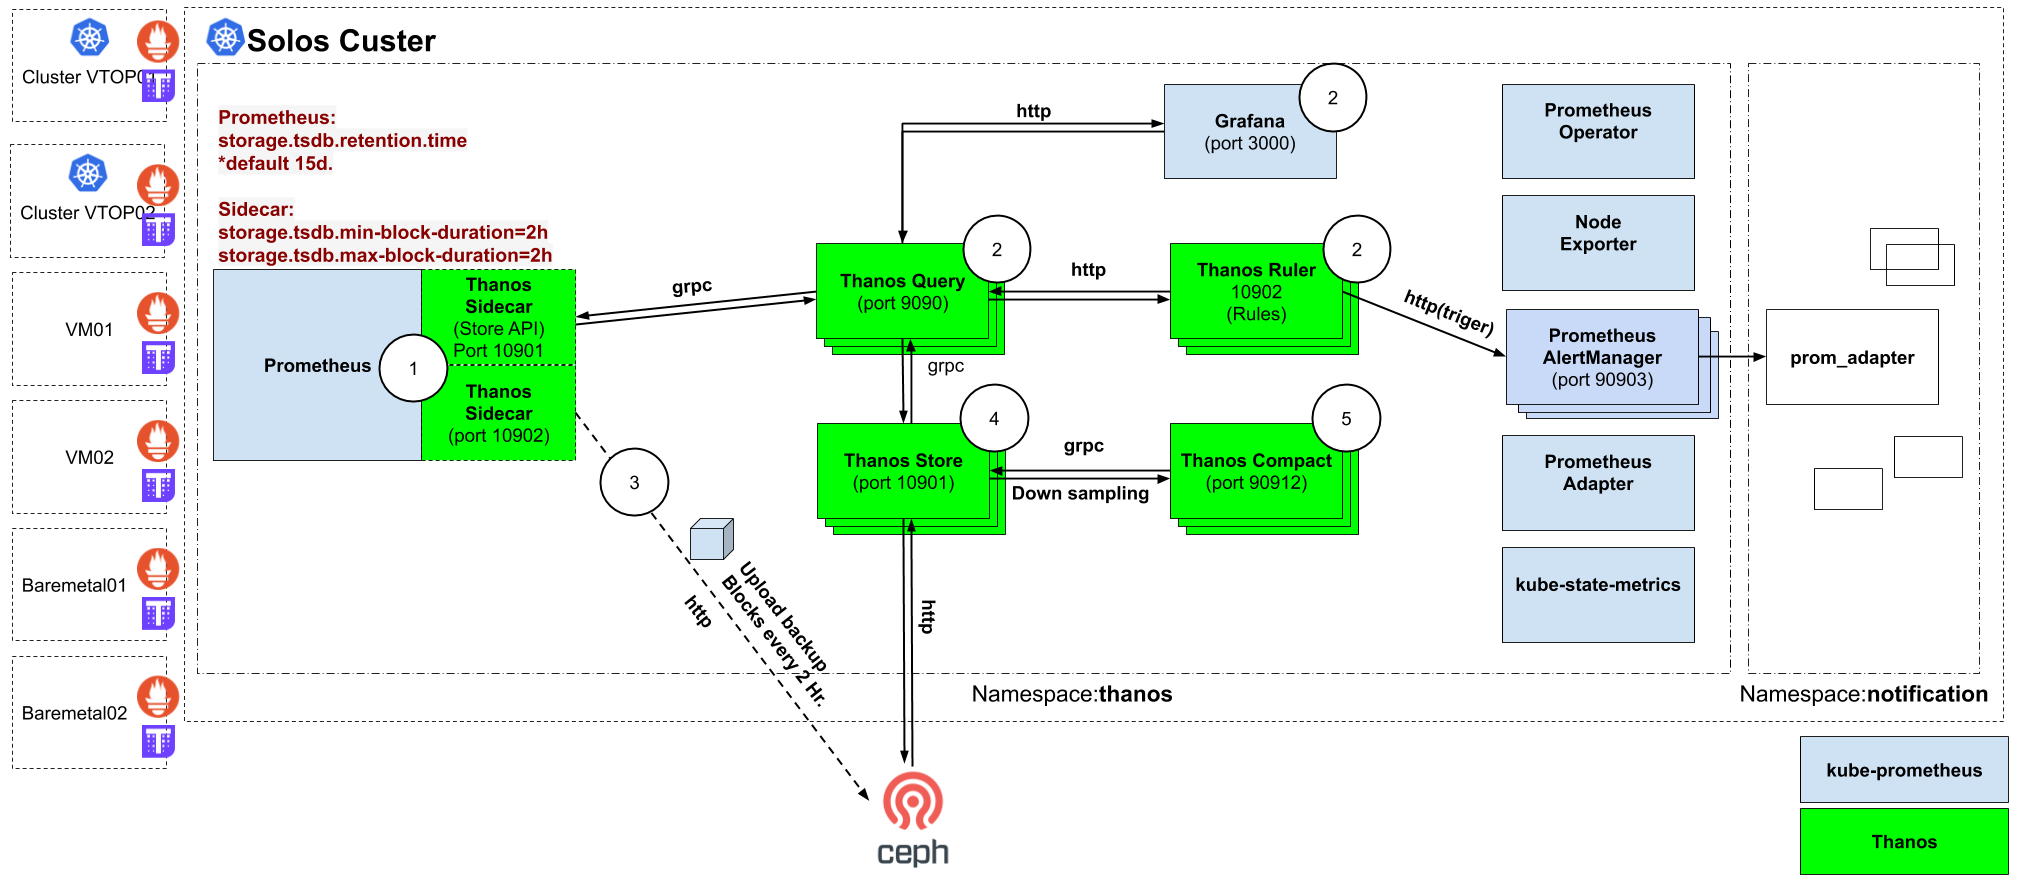 Solos Custer
Cluster VTOP01
Cluster VTOP02
VM01
VM02
Baremetal01
Baremetal02
Prometheus:
storage.tsdb.retention.time
*default 15d.
Sidecar:
storage.tsdb.min-block-duration=2h
storage.tsdb.max-block-duration=2h
Prometheus
1
Thanos
Sidecar
(Store API)
Port 10901
Thanos
Sidecar
(port 10902)
grpc
3
http
Upload backup
Blocks every 2 Hr.
http
Grafana
(port 3000)
2
Thanos Query
(port 9090)
2
http
Thanos Ruler
10902
(Rules)
2
http(triger)
grpc
Thanos Store
(port 10901)
4
grpc
Down sampling
Thanos Compact
(port 90912)
5
http
ceph
Prometheus
Operator
Node
Exporter
Prometheus
AlertManager
(port 90903)
Prometheus
Adapter
kube-state-metrics
prom_adapter
Namespace:thanos
Namespace:notification
kube-prometheus
Thanos